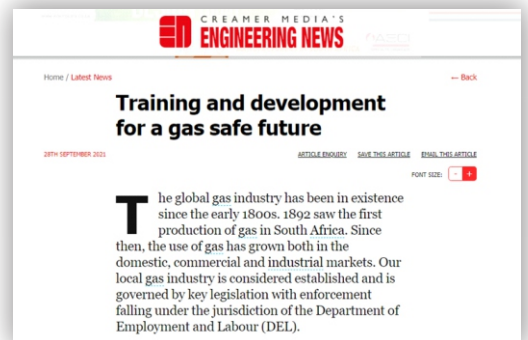 CREAMER MEDIA'S
ENGINEERING NEWS
Home / Latest News
← Back
Training and development
for a gas safe future
28TH SEPTEMBER 2021
ARTICLE ENQUIRY SAVE THIS ARTICLE EMAIL THIS ARTICLE
FONT SIZE: - +
The global gas industry has been in existence
since the early 1800s. 1892 saw the first
production of gas in South Africa. Since
then, the use of gas has grown both in the
domestic, commercial and industrial markets. Our
local gas industry is considered established and is
governed by key legislation with enforcement
falling under the jurisdiction of the Department of
Employment and Labour (DEL).